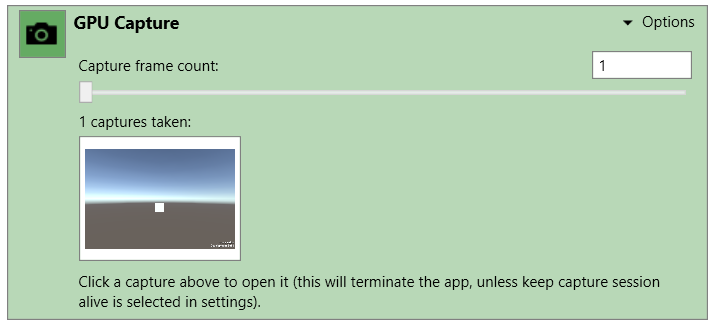 GPU Capture
Options
Capture frame count:
1
1 captures taken:
Click a capture above to open it (this will terminate the app, unless keep capture session
alive is selected in settings).